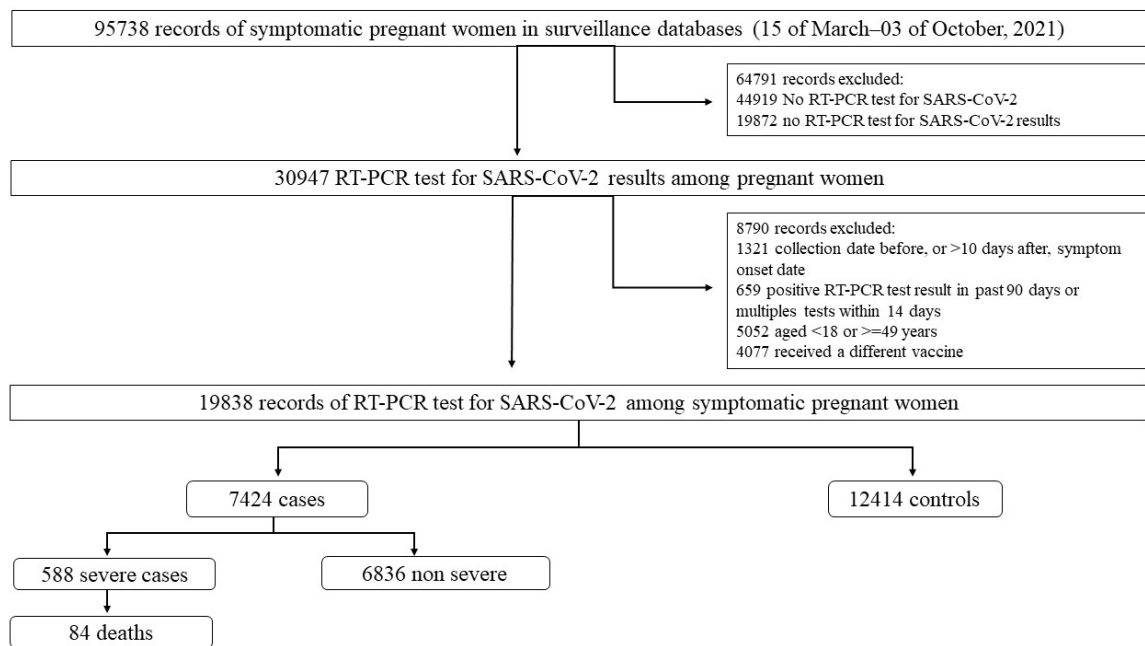 95738 records of symptomatic pregnant women in surveillance databases (15 of March–03 of October, 2021)
64791 records excluded:
44919 No RT-PCR test for SARS-CoV-2
19872 no RT-PCR test for SARS-CoV-2 results
30947 RT-PCR test for SARS-CoV-2 results among pregnant women
8790 records excluded:
1321 collection date before, or >10 days after, symptom
onset date
659 positive RT-PCR test result in past 90 days or
multiples tests within 14 days
5052 aged <18 or >=49 years
4077 received a different vaccine
19838 records of RT-PCR test for SARS-CoV-2 among symptomatic pregnant women
7424 cases
12414 controls
588 severe cases
6836 non severe
84 deaths